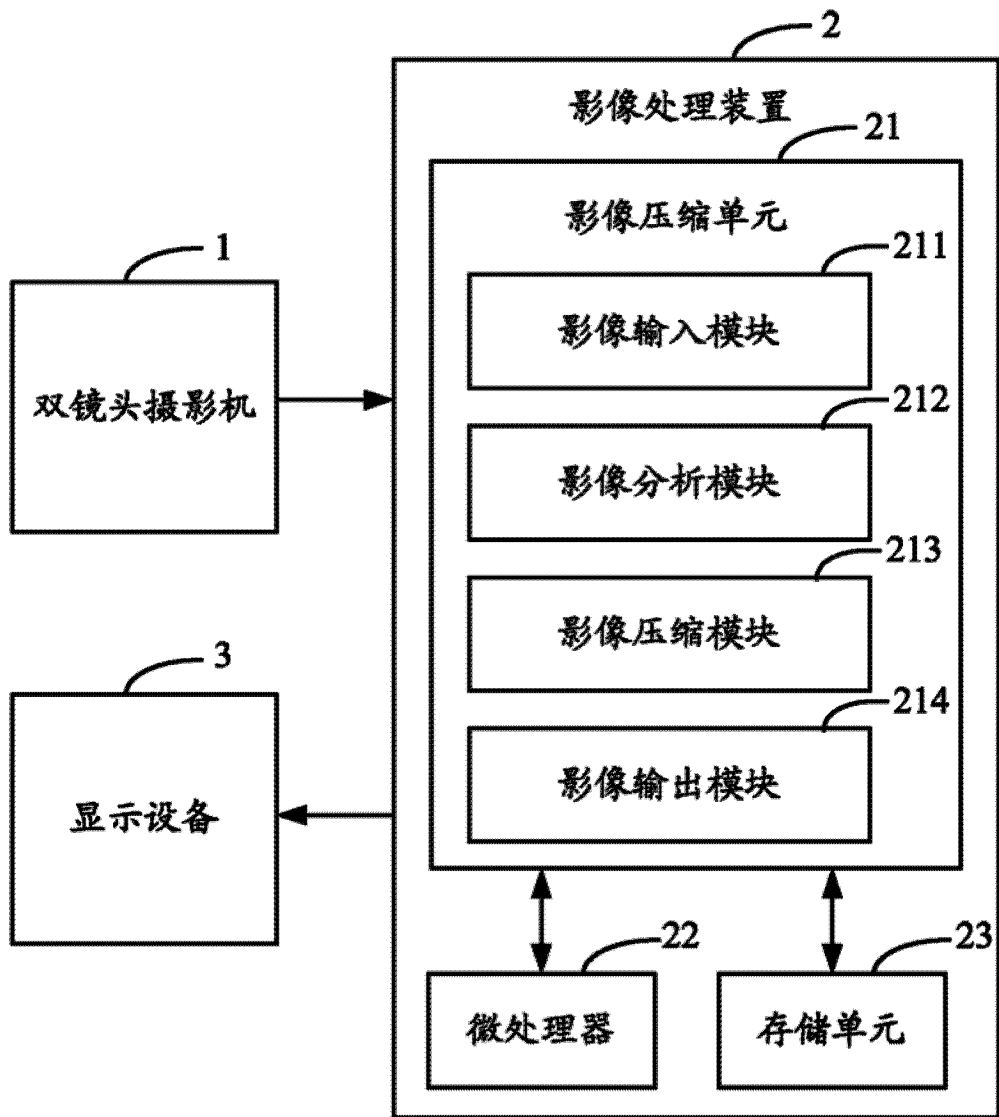 2
影像处理装置
21
影像压缩单元
211
影像输入模块
212
影像分析模块
213
影像压缩模块
214
影像输出模块
22
微处理器
23
存储单元
1
双镜头摄影机
3
显示设备